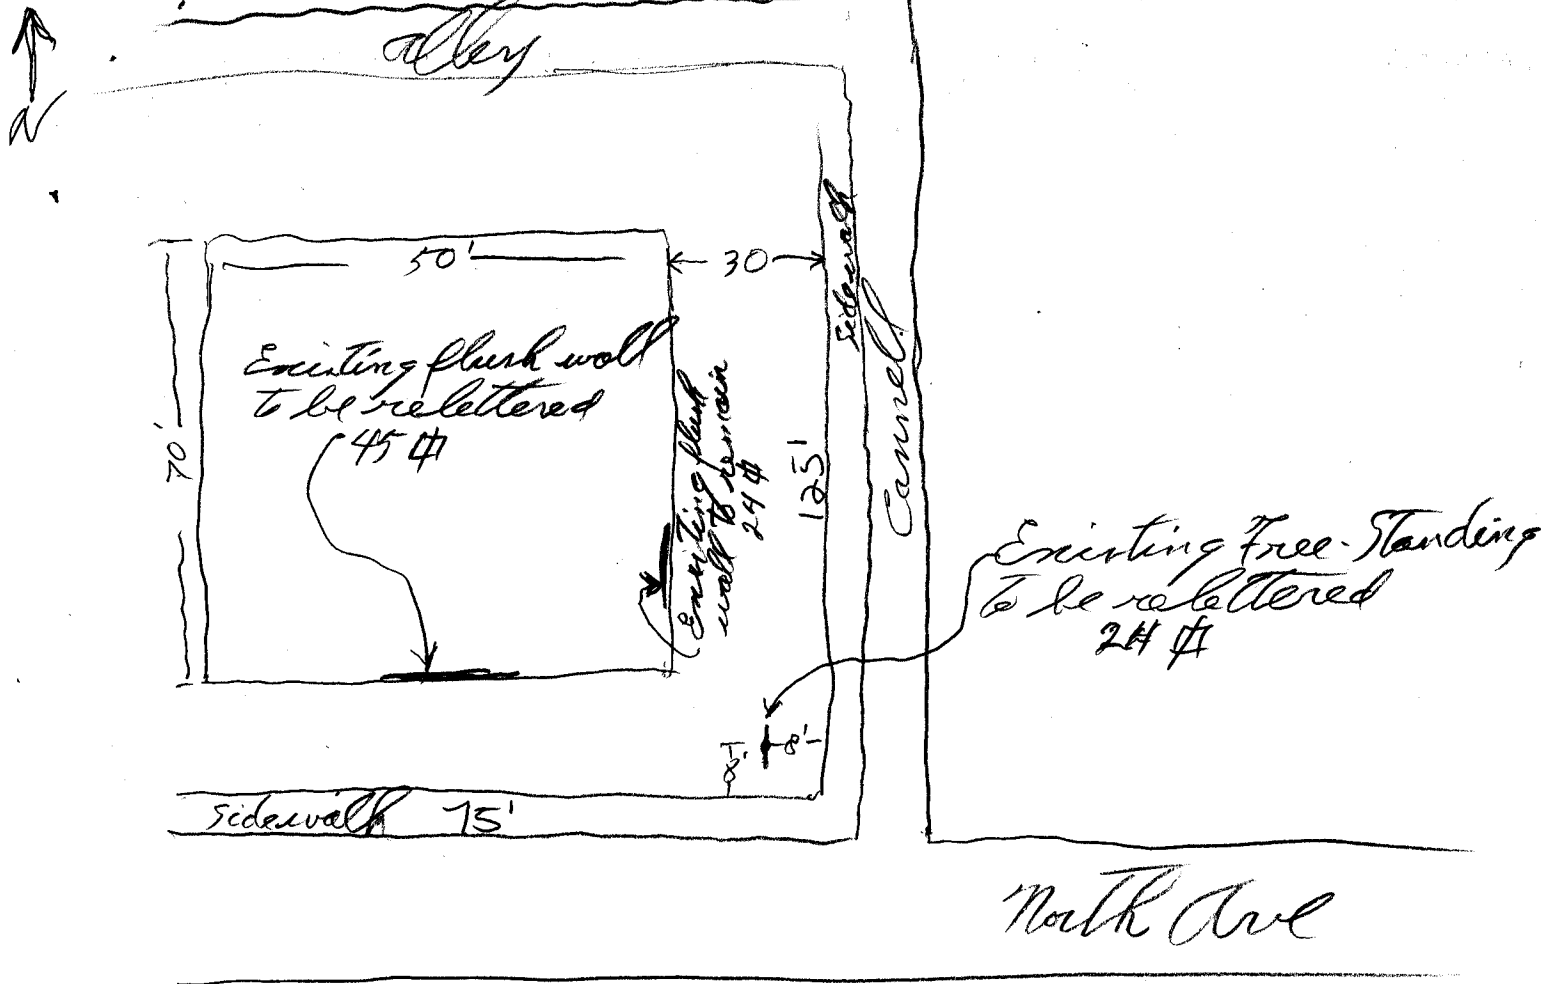 alley
N
50'
30
Sidewalk
Existing flush wall
to be relettered
45 ⏍
70'
Existing flush
wall to remain
24 ⏍
125'
Cannell
Existing Free-Standing
To be relettered
24 ⏍
8'
8'
Sidewalk 75'
North Ave